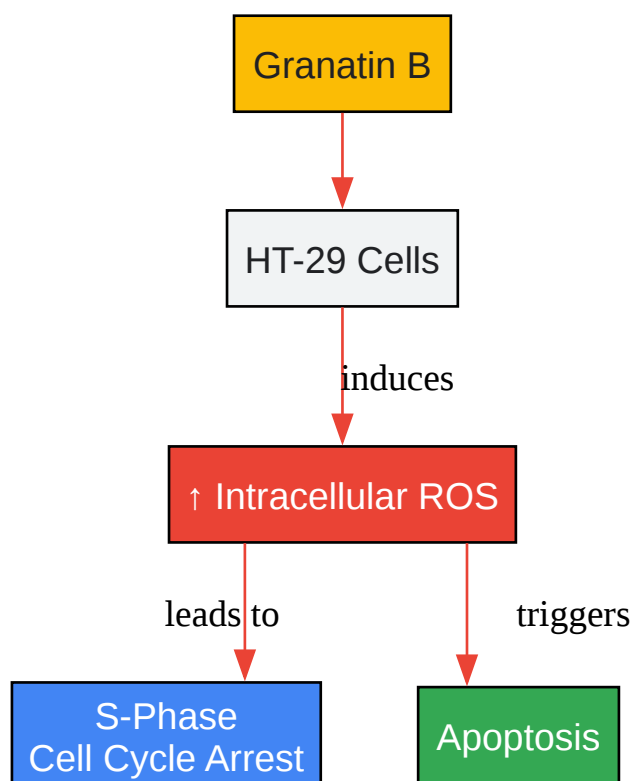 Granatin B
HT-29 Cells
induces
↑ Intracellular ROS
leads to
triggers
S-Phase
Cell Cycle Arrest
Apoptosis